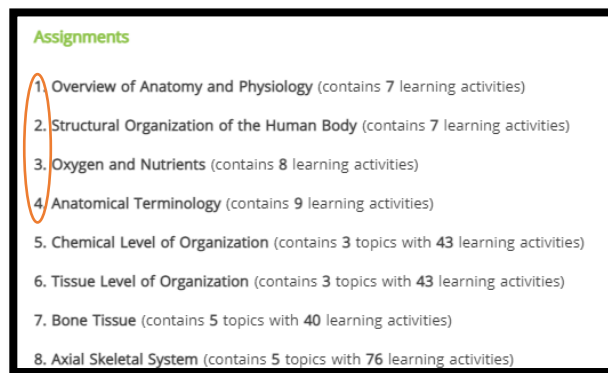 Assignments
1. Overview of Anatomy and Physiology (contains 7 learning activities)
2. Structural Organization of the Human Body (contains 7 learning activities)
3. Oxygen and Nutrients (contains 8 learning activities)
4. Anatomical Terminology (contains 9 learning activities)
5. Chemical Level of Organization (contains 3 topics with 43 learning activities)
6. Tissue Level of Organization (contains 3 topics with 43 learning activities)
7. Bone Tissue (contains 5 topics with 40 learning activities)
8. Axial Skeletal System (contains 5 topics with 76 learning activities)